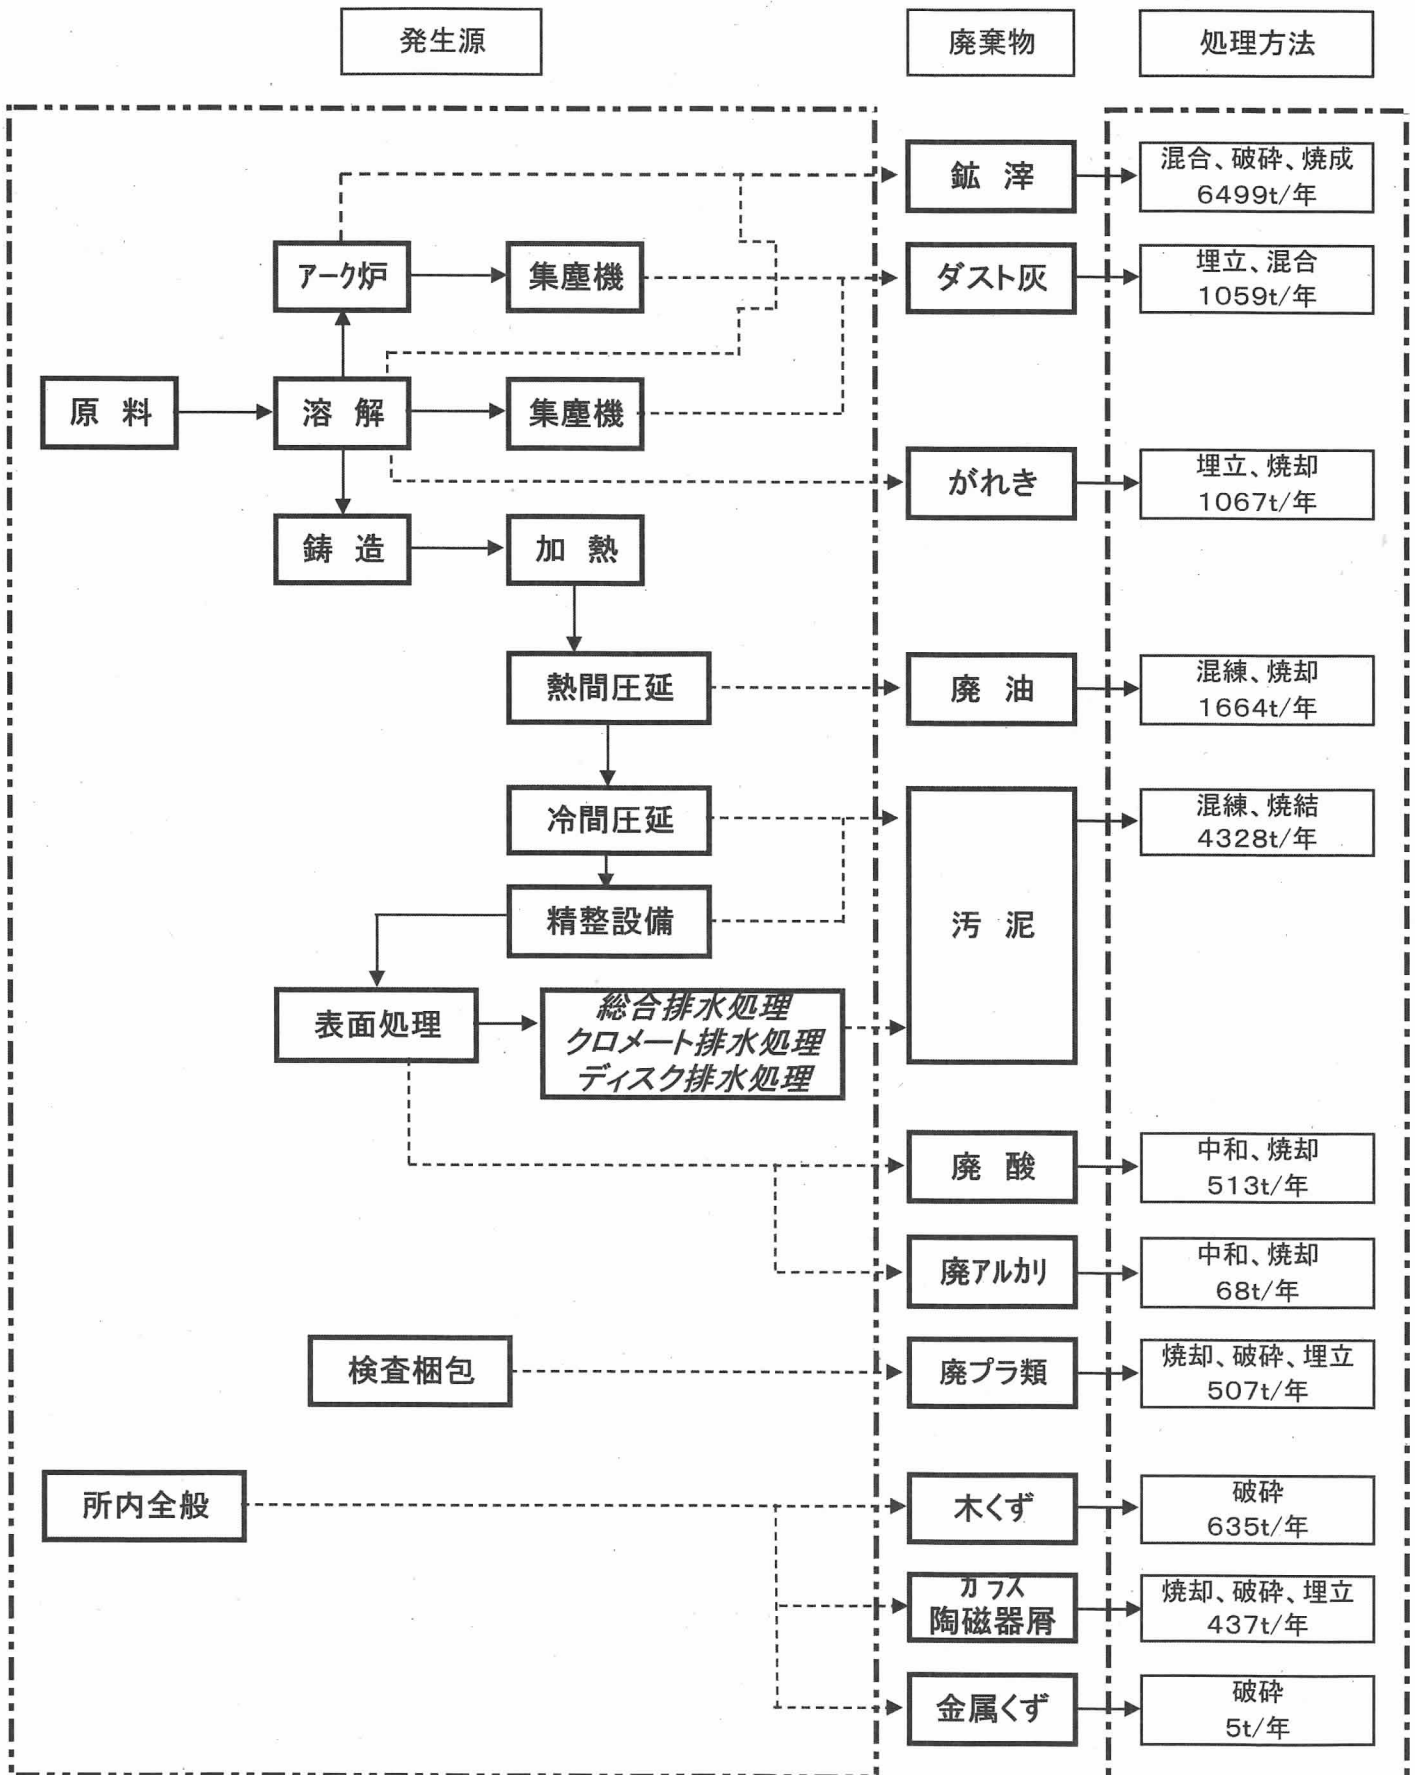 発生源
廃棄物
処理方法
鉱 滓
混合、破砕、焼成
6499t/年
アーク炉
集塵機
ダスト灰
埋立、混合
1059t/年
原 料
溶 解
集塵機
がれき
埋立、焼却
1067t/年
鋳 造
加 熱
熱間圧延
廃 油
混練、焼却
1664t/年
冷間圧延
混練、焼結
4328t/年
精整設備
汚 泥
表面処理
総合排水処理
クロメート排水処理
ディスク排水処理
廃 酸
中和、焼却
513t/年
廃アルカリ
中和、焼却
68t/年
検査梱包
廃プラ類
焼却、破砕、埋立
507t/年
所内全般
木くず
破砕
635t/年
ガラス
陶磁器屑
焼却、破砕、埋立
437t/年
金属くず
破砕
5t/年